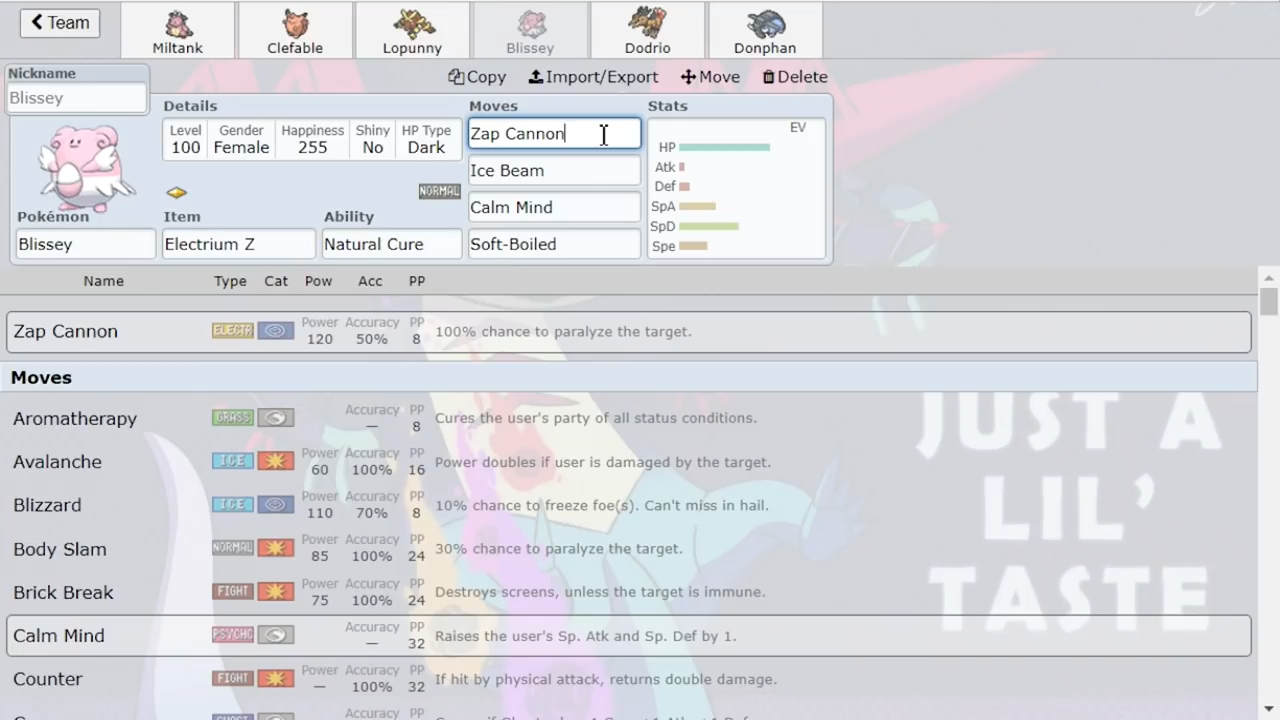 Team
Miltank
Clefable
Lopunny
Blissey
Dodrio
Donphan
Nickname
Blissey
Copy
Import/Export
Move
Delete
Details
Moves
Stats
Level
100
Gender
Female
Happiness
255
Shiny
No
HP Type
Dark
NORMAL
Pokémon
Blissey
Item
Electrium Z
Ability
Natural Cure
Zap Cannon
Ice Beam
Calm Mind
Soft-Boiled
EV
HP
Atk
Def
SpA
SpD
Spe
Name Type Cat Pow Acc PP
Zap Cannon ELECTR Power 120 Accuracy 50% PP 8 100% chance to paralyze the target.
Moves
Aromatherapy GRASS Accuracy — PP 8 Cures the user's party of all status conditions.
Avalanche ICE Power 60 Accuracy 100% PP 16 Power doubles if user is damaged by the target.
Blizzard ICE Power 110 Accuracy 70% PP 8 10% chance to freeze foe(s). Can't miss in hail.
Body Slam NORMAL Power 85 Accuracy 100% PP 24 30% chance to paralyze the target.
Brick Break FIGHT Power 75 Accuracy 100% PP 24 Destroys screens, unless the target is immune.
Calm Mind PSYCHC Accuracy — PP 32 Raises the user's Sp. Atk and Sp. Def by 1.
Counter FIGHT Power — Accuracy 100% PP 32 If hit by physical attack, returns double damage.
JUST A
LIL'
TASTE